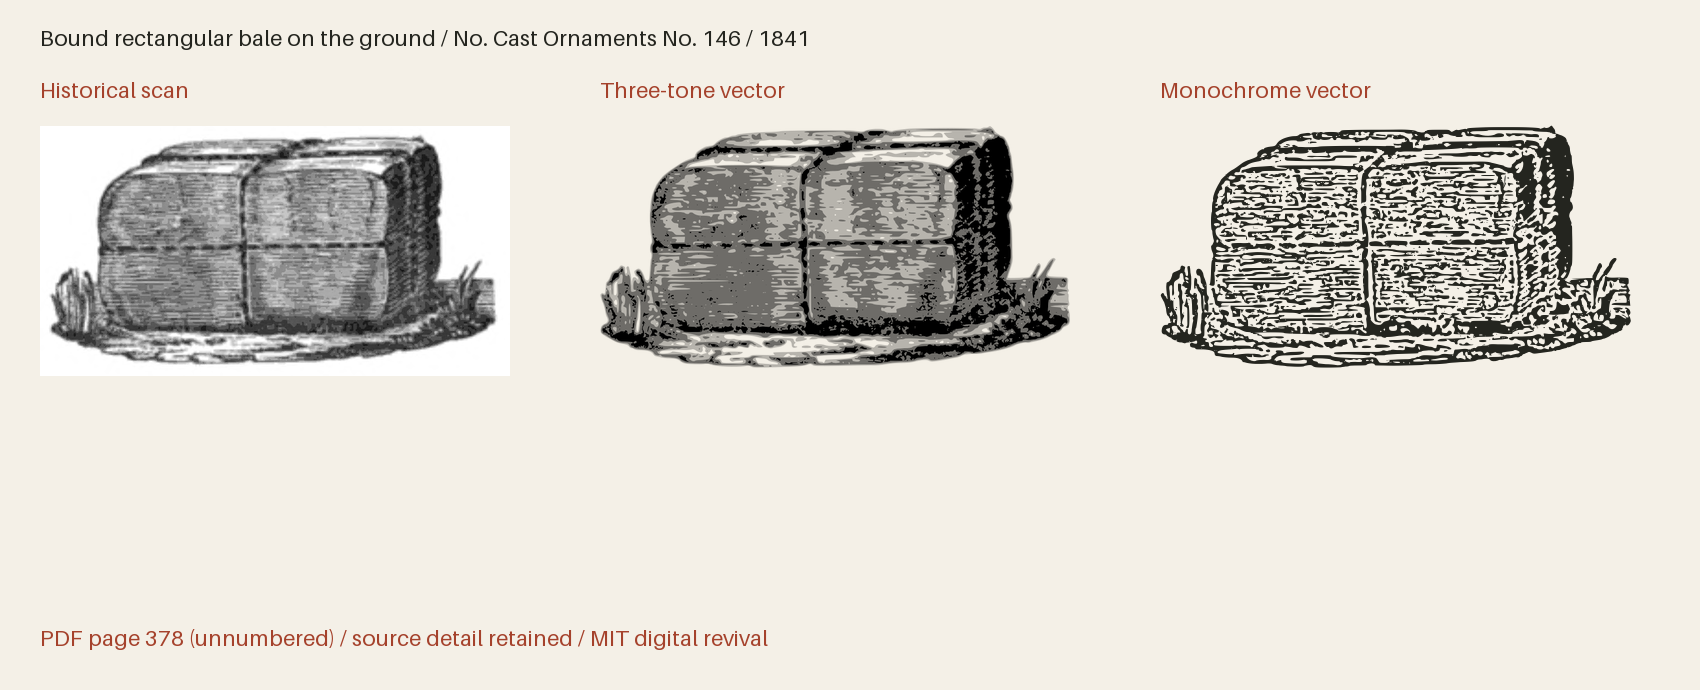 Bound rectangular bale on the ground / No. Cast Ornaments No. 146 / 1841
Historical scan
Three-tone vector
Monochrome vector
PDF page 378 (unnumbered) / source detail retained / MIT digital revival